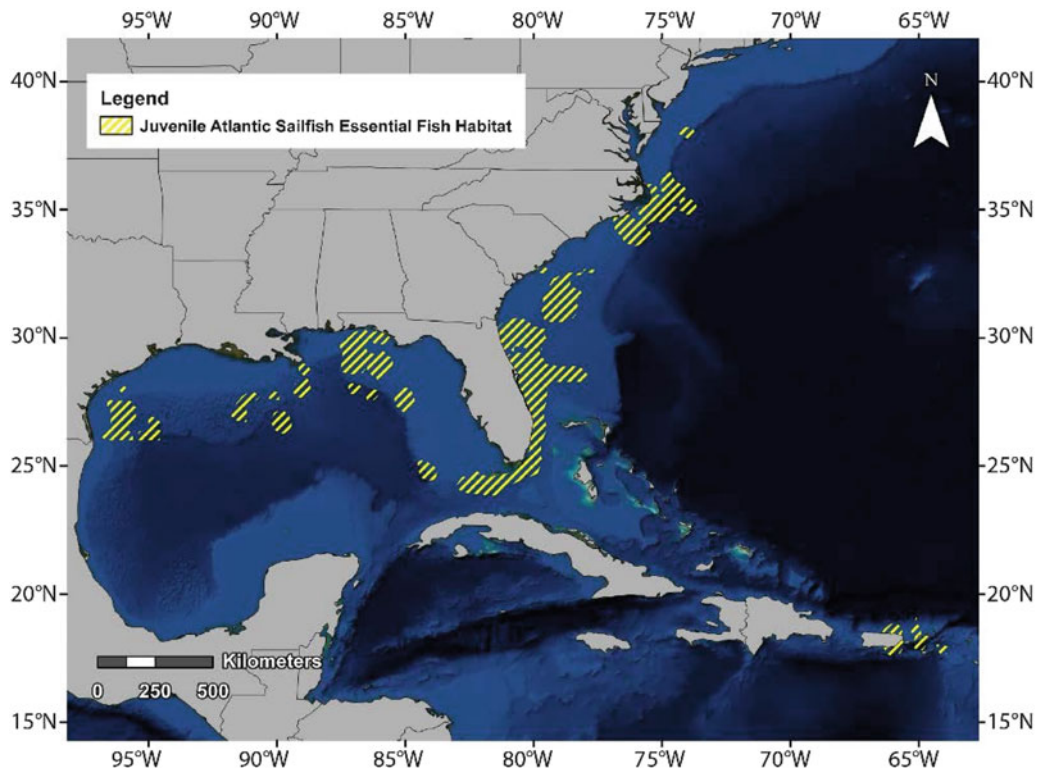 95°W 90°W 85°W 80°W 75°W 70°W 65°W
40°N 40°N
Legend
Juvenile Atlantic Sailfish Essential Fish Habitat
N
35°N 35°N
30°N 30°N
25°N 25°N
20°N 20°N
Kilometers
0 250 500
15°N 15°N
95°W 90°W 85°W 80°W 75°W 70°W 65°W